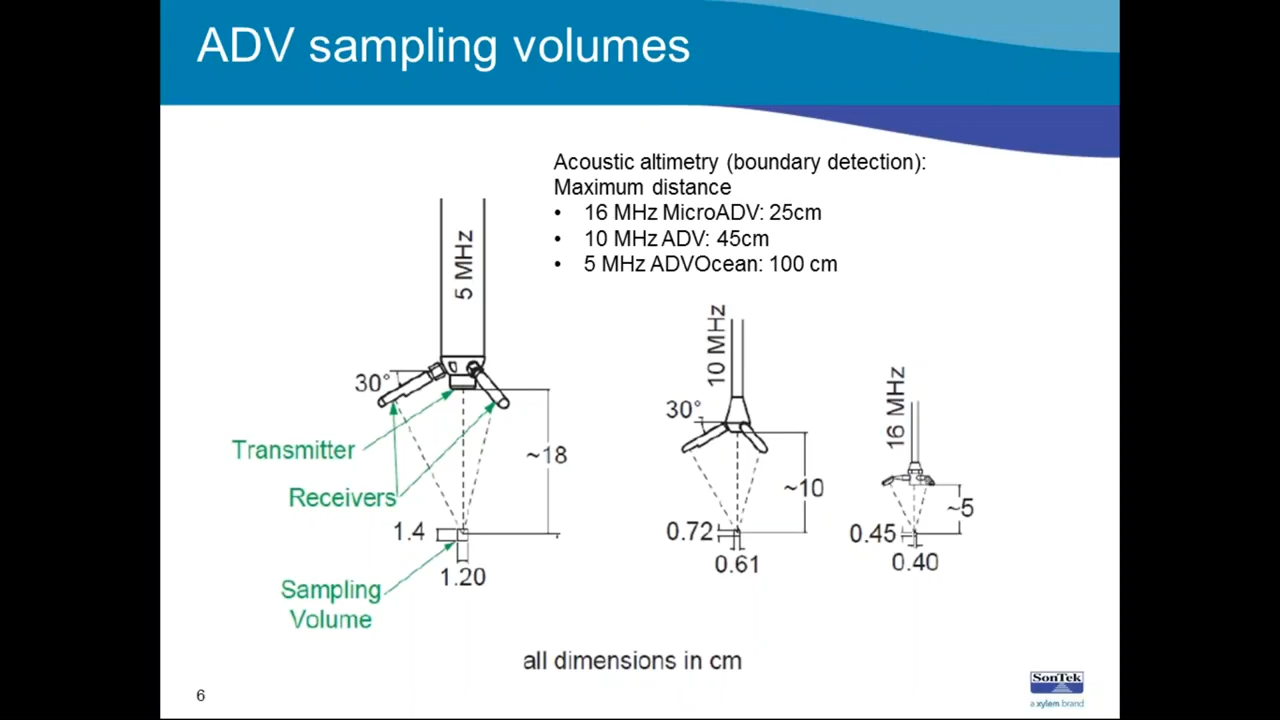 ADV sampling volumes
Acoustic altimetry (boundary detection):
Maximum distance
• 16 MHz MicroADV: 25cm
• 10 MHz ADV: 45cm
• 5 MHz ADVOcean: 100 cm
5 MHz
30°
Transmitter
Receivers
~18
1.4
1.20
Sampling
Volume
10 MHz
30°
~10
0.72
0.61
16 MHz
~5
0.45
0.40
all dimensions in cm
6
SonTek
a xylem brand